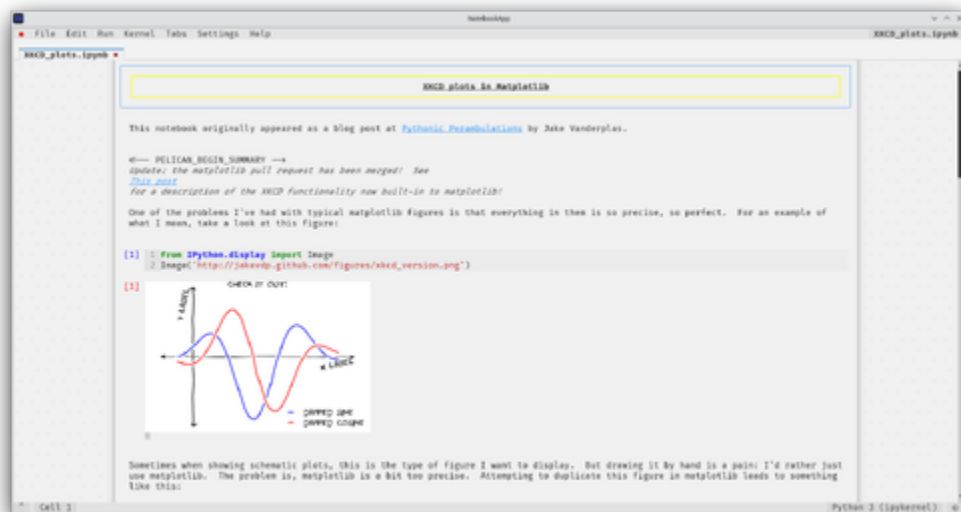 NotebookApp
File Edit Run Kernel Tabs Settings Help
XKCD_plots.ipynb
XKCD_plots.ipynb
XKCD plots in Matplotlib
This notebook originally appeared as a blog post at Pythonic Perambulations by Jake Vanderplas.
<!-- PELICAN_BEGIN_SUMMARY -->
Update: the matplotlib pull request has been merged! See
This post
for a description of the XKCD functionality now built-in to matplotlib!
One of the problems I've had with typical matplotlib figures is that everything in them is so precise, so perfect. For an example of
what I mean, take a look at this figure:
[1] 1 from IPython.display import Image
2 Image('http://jakevdp.github.com/figures/xkcd_version.png')
[1]
CHECK IT OUT!
Y LABEL
X LABEL
DAMPED SINE
DAMPED COSINE
Sometimes when showing schematic plots, this is the type of figure I want to display. But drawing it by hand is a pain: I'd rather just
use matplotlib. The problem is, matplotlib is a bit too precise. Attempting to duplicate this figure in matplotlib leads to something
like this:
Cell 1
Python 3 (ipykernel)